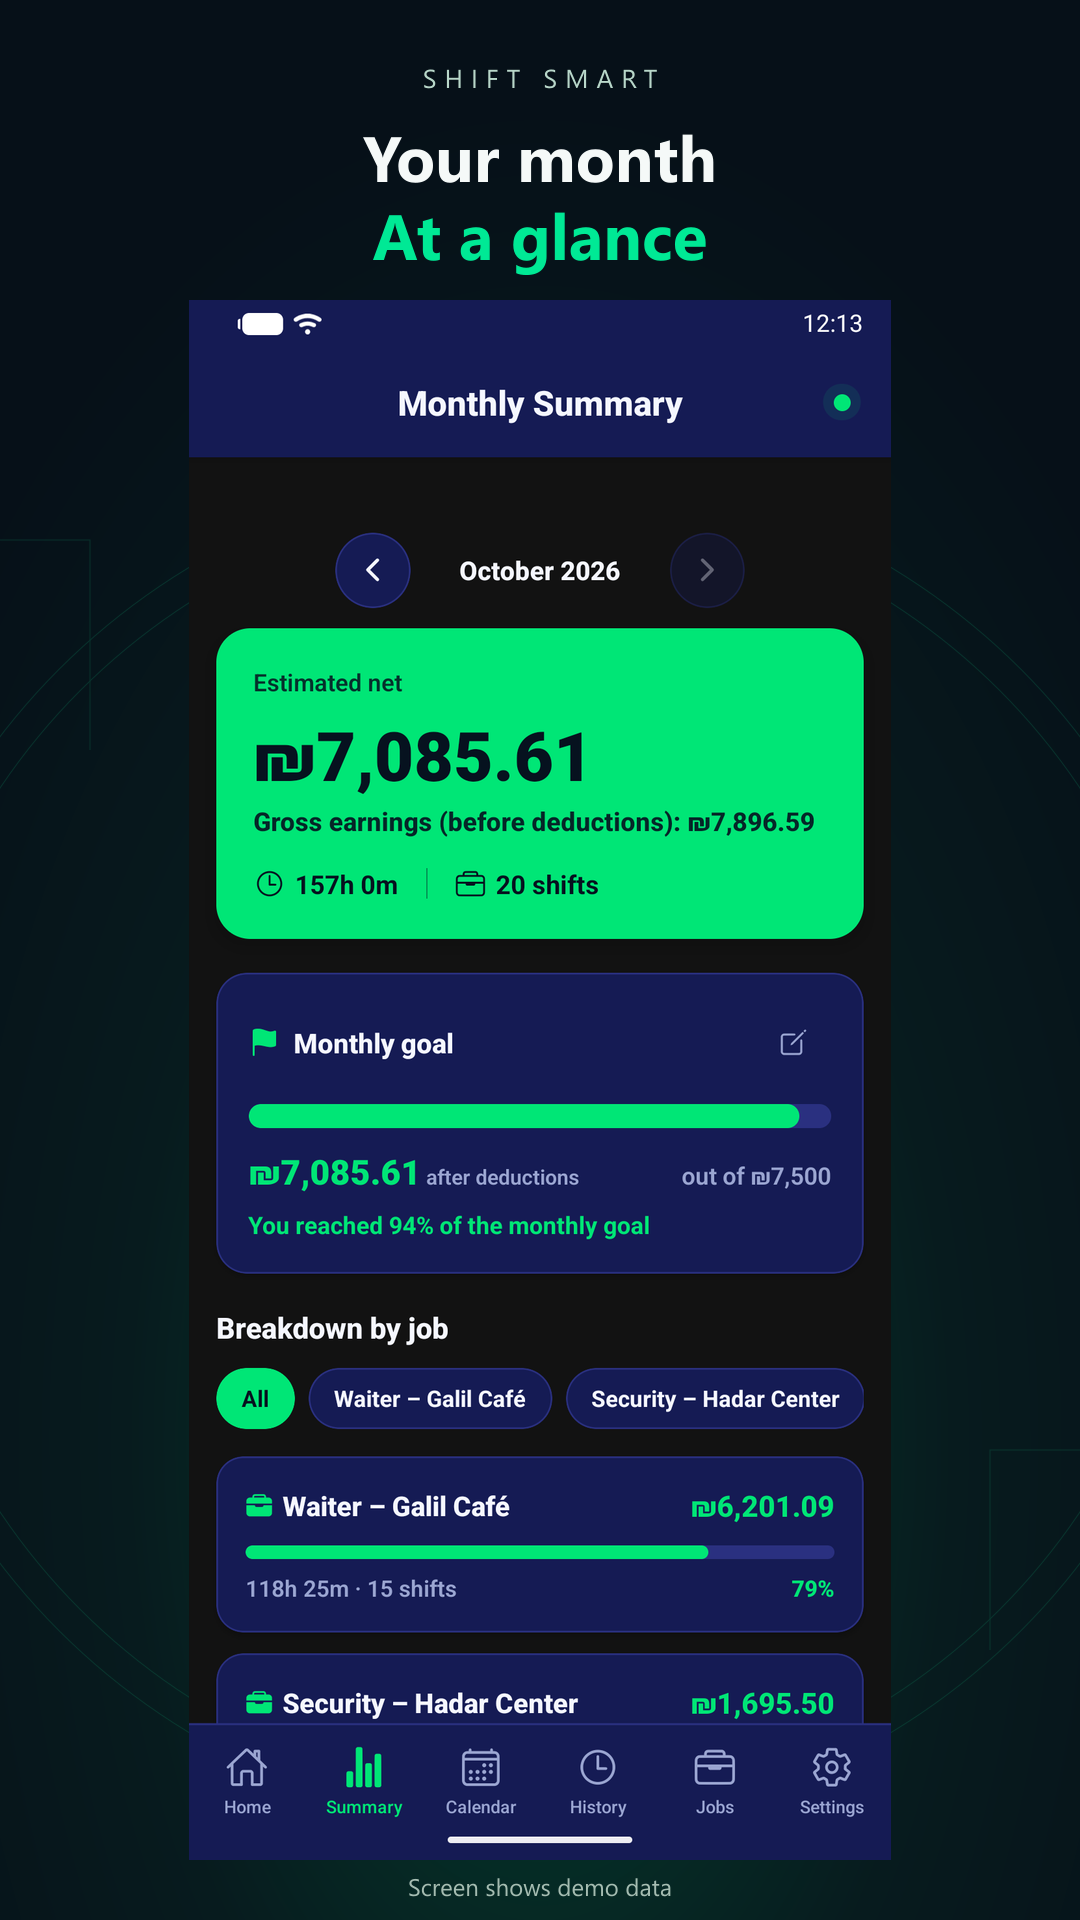 SHIFT SMART
Your month
At a glance
12:13
Monthly Summary
October 2026
Estimated net
₪7,085.61
Gross earnings (before deductions): ₪7,896.59
157h 0m
20 shifts
Monthly goal
₪7,085.61 after deductions
out of ₪7,500
You reached 94% of the monthly goal
Breakdown by job
All
Waiter – Galil Café
Security – Hadar Center
Waiter – Galil Café
₪6,201.09
118h 25m · 15 shifts
79%
Security – Hadar Center
₪1,695.50
Home
Summary
Calendar
History
Jobs
Settings
Screen shows demo data